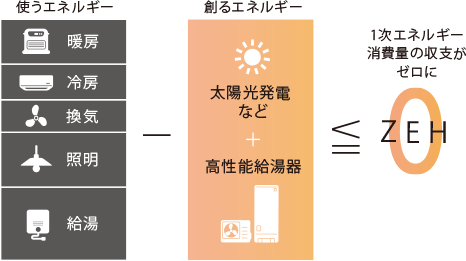 使うエネルギー
暖房
冷房
換気
照明
給湯
―
創るエネルギー
太陽光発電
など
+
高性能給湯器
≦
1次エネルギー
消費量の収支が
ゼロに
0
ZEH